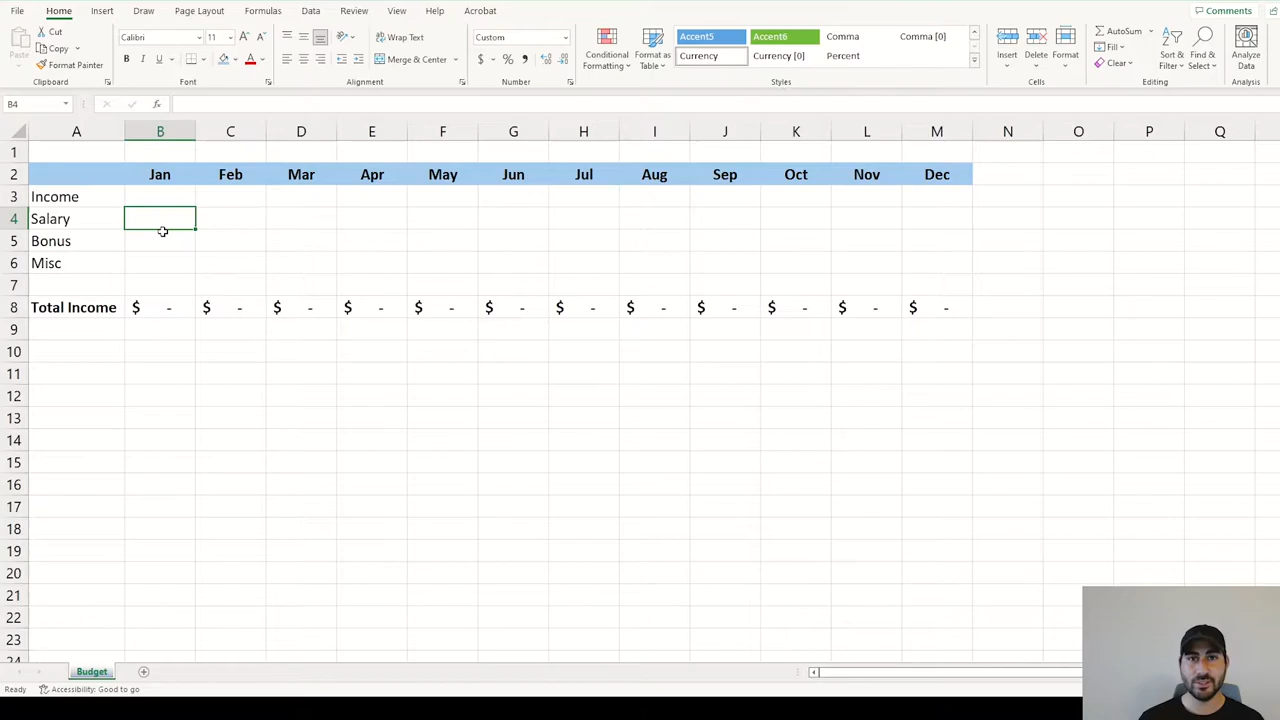 File Home Insert Draw Page Layout Formulas Data Review View Help Acrobat Comments
Cut
Copy
Format Painter
Paste
Clipboard
Calibri 11
B I U
Font
Wrap Text
Merge & Center
Alignment
Custom
$ % 9
Number
Conditional Formatting
Format as Table
Accent5 Accent6 Comma Comma [0]
Currency Currency [0] Percent
Styles
Insert Delete Format
Cells
AutoSum
Fill
Clear
Sort & Filter
Find & Select
Editing
Analyze Data
Analysis
B4 fx
A B C D E F G H I J K L M N O P Q
1
2 Jan Feb Mar Apr May Jun Jul Aug Sep Oct Nov Dec
3 Income
4 Salary
5 Bonus
6 Misc
7
8 Total Income $ - $ - $ - $ - $ - $ - $ - $ - $ - $ - $ - $ -
9
10
11
12
13
14
15
16
17
18
19
20
21
22
23
24
Budget
Ready Accessibility: Good to go